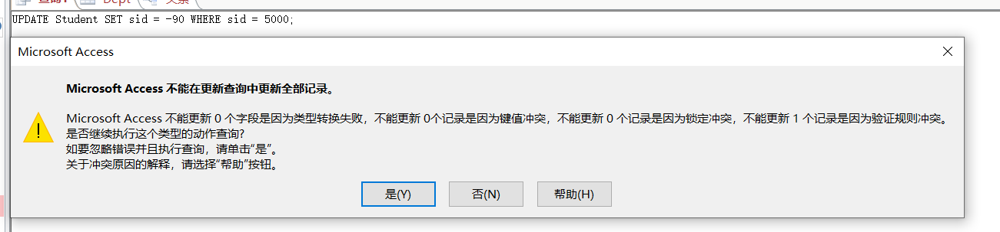 查询1 Dept 关系
UPDATE Student SET sid = -90 WHERE sid = 5000;
Microsoft Access
Microsoft Access 不能在更新查询中更新全部记录。
Microsoft Access 不能更新 0 个字段是因为类型转换失败，不能更新 0个记录是因为键值冲突，不能更新 0 个记录是因为锁定冲突，不能更新 1 个记录是因为验证规则冲突。
是否继续执行这个类型的动作查询?
如要忽略错误并且执行查询，请单击“是”。
关于冲突原因的解释，请选择“帮助”按钮。
是(Y) 否(N) 帮助(H)